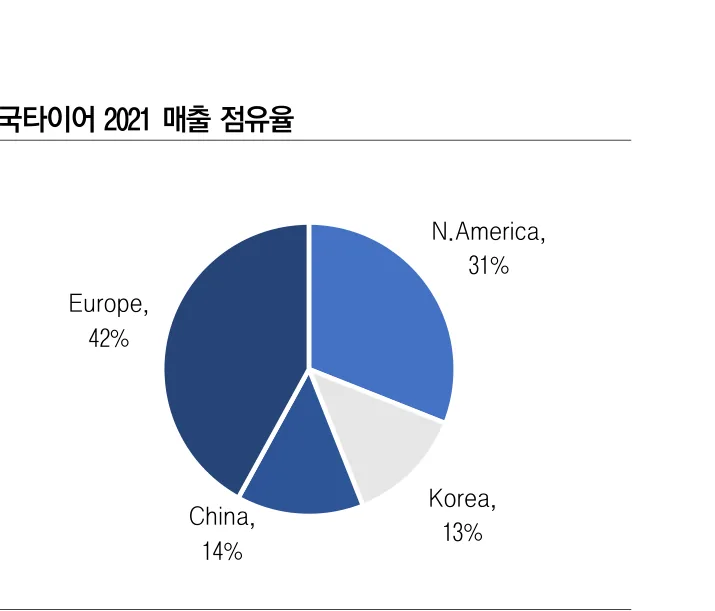 국타이어 2021 매출 점유율
N.America,
31%
Europe,
42%
Korea,
13%
China,
14%